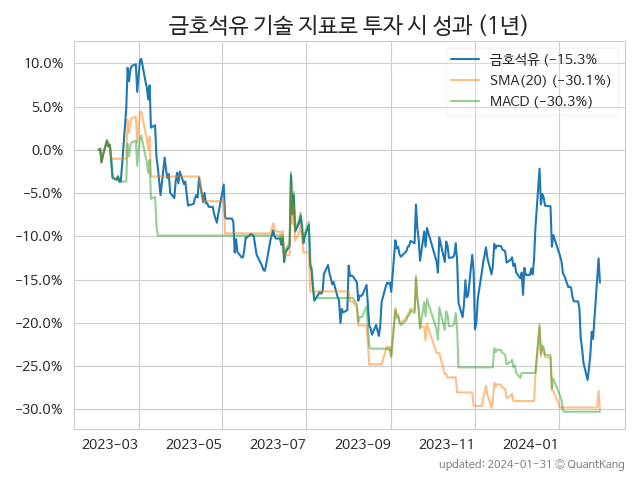 금호석유 기술 지표로 투자 시 성과 (1년)
금호석유 (−15.3%
SMA(20) (−30.1%)
MACD (−30.3%)
10.0%
5.0%
0.0%
−5.0%
−10.0%
−15.0%
−20.0%
−25.0%
−30.0%
2023-03 2023-05 2023-07 2023-09 2023-11 2024-01
updated: 2024-01-31 © QuantKang